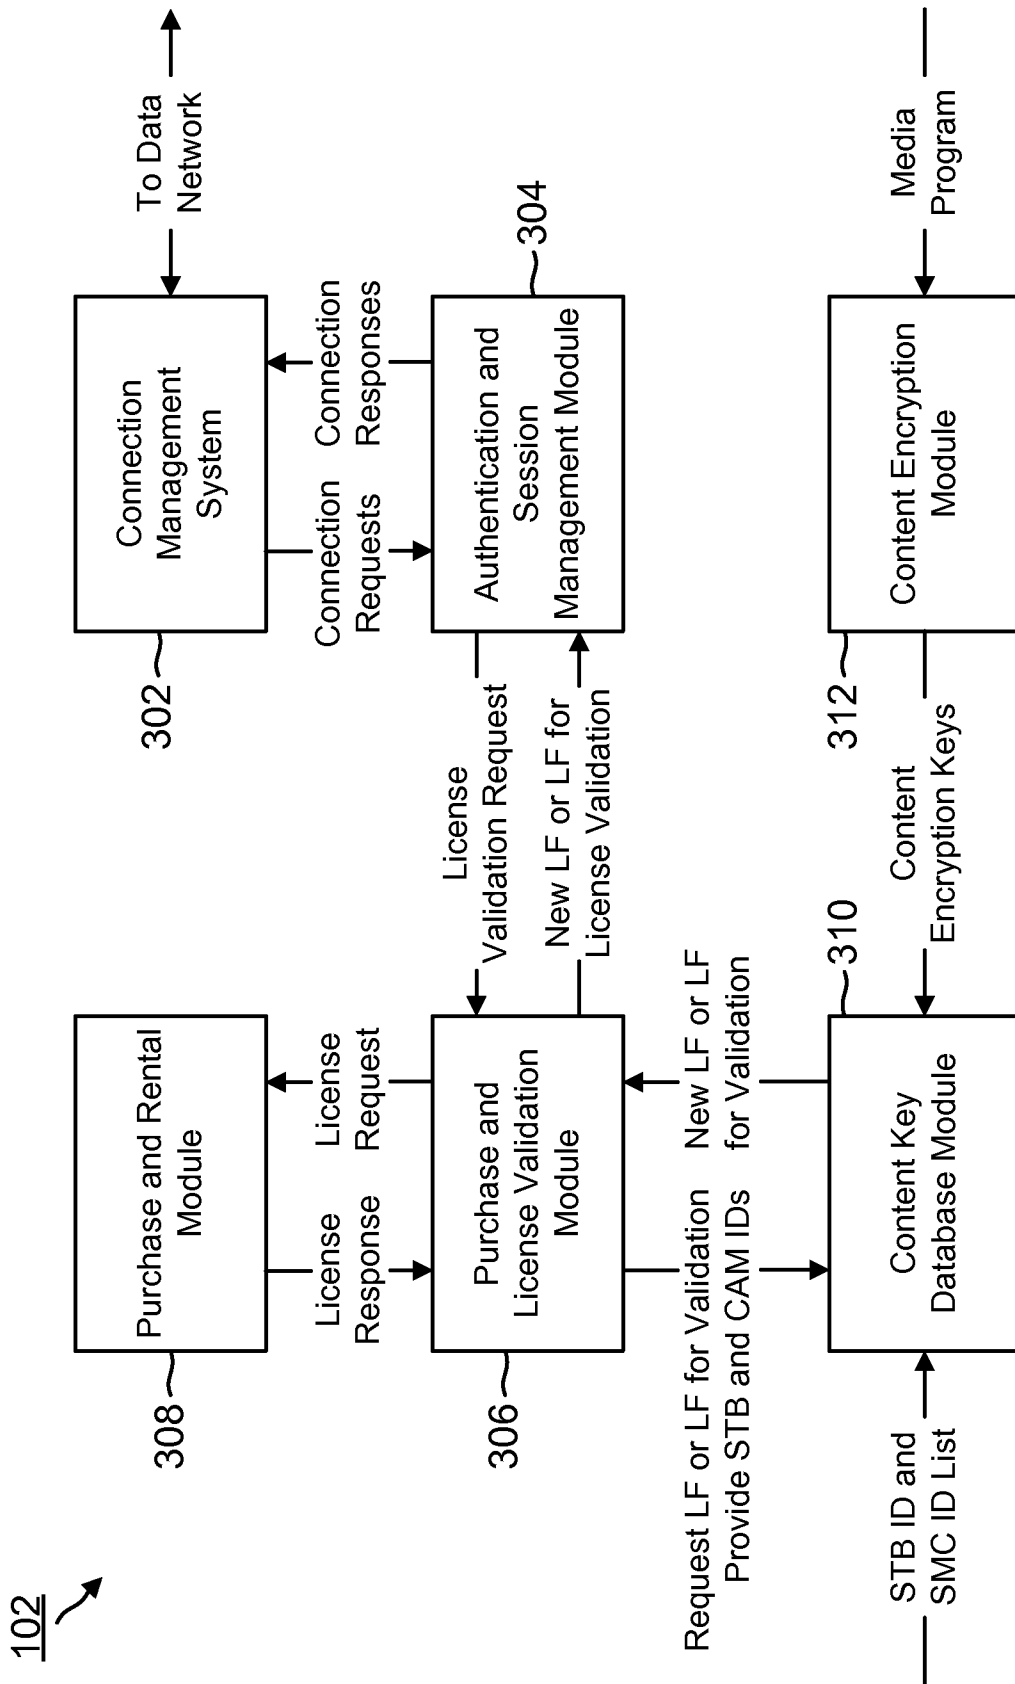 102
308
Purchase and Rental
Module
302
Connection
Management
System
To Data
Network
License
Response
License
Request
Connection
Requests
Connection
Responses
306
Purchase and
License Validation
Module
License
Validation Request
New LF or LF for
License Validation
Authentication and
Session
Management Module
304
Request LF or LF for Validation
Provide STB and CAM IDs
New LF or LF
for Validation
310
STB ID and
SMC ID List
Content Key
Database Module
Content
Encryption Keys
312
Content Encryption
Module
Media
Program